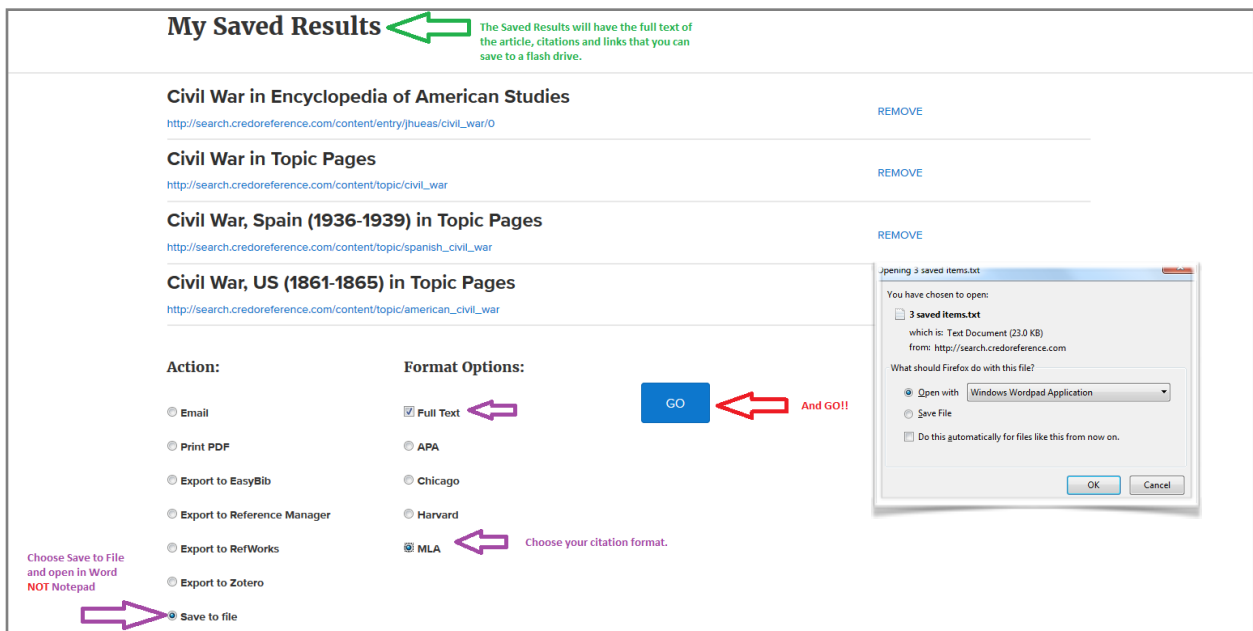 My Saved Results
The Saved Results will have the full text of
the article, citations and links that you can
save to a flash drive.
Civil War in Encyclopedia of American Studies
http://search.credoreference.com/content/entry/jhueas/civil_war/0
REMOVE
Civil War in Topic Pages
http://search.credoreference.com/content/topic/civil_war
REMOVE
Civil War, Spain (1936-1939) in Topic Pages
http://search.credoreference.com/content/topic/spanish_civil_war
REMOVE
Civil War, US (1861-1865) in Topic Pages
http://search.credoreference.com/content/topic/american_civil_war
Opening 3 saved items.txt
You have chosen to open:
3 saved items.txt
which is: Text Document (23.0 KB)
from: http://search.credoreference.com
What should Firefox do with this file?
Open with Windows Wordpad Application
Save File
Do this automatically for files like this from now on.
OK Cancel
Action:
Email
Print PDF
Export to EasyBib
Export to Reference Manager
Export to RefWorks
Export to Zotero
Save to file
Choose Save to File
and open in Word
NOT Notepad
Format Options:
Full Text
APA
Chicago
Harvard
MLA
Choose your citation format.
GO
And GO!!